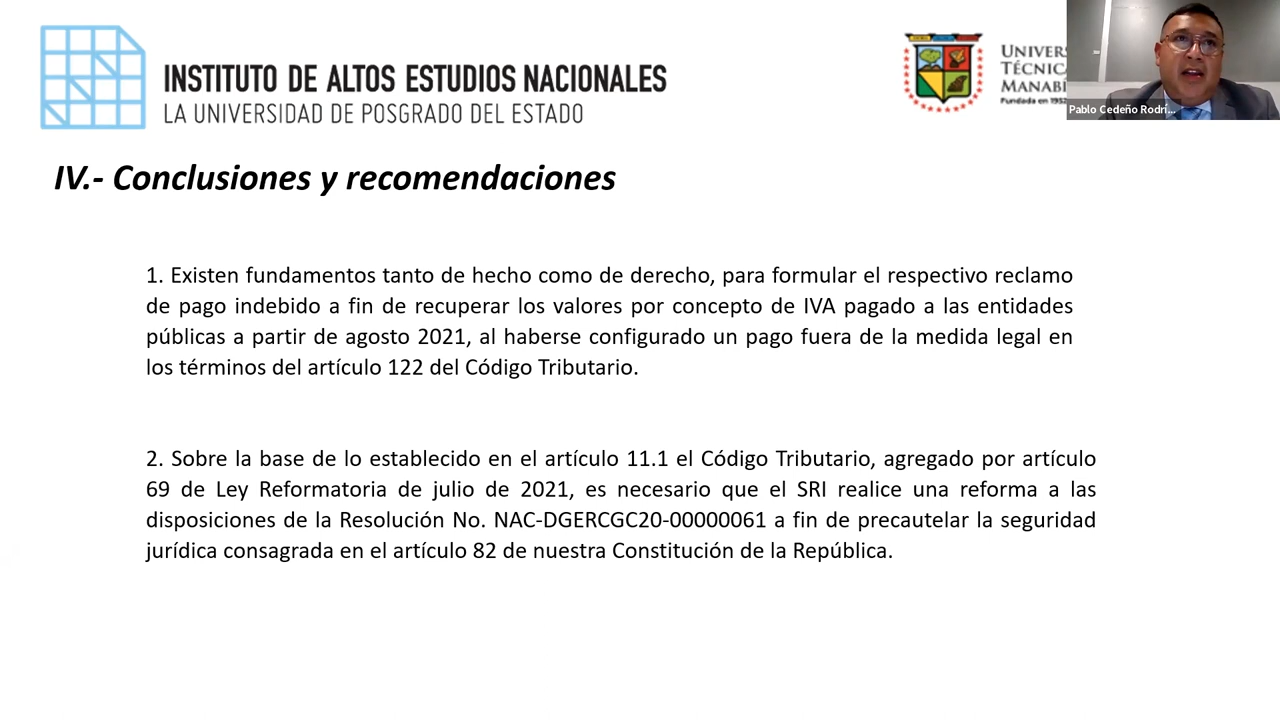 INSTITUTO DE ALTOS ESTUDIOS NACIONALES
LA UNIVERSIDAD DE POSGRADO DEL ESTADO
Fundada en 195
Pablo Cedeño Rodrí...
IV.- Conclusiones y recomendaciones
1. Existen fundamentos tanto de hecho como de derecho, para formular el respectivo reclamo
de pago indebido a fin de recuperar los valores por concepto de IVA pagado a las entidades
públicas a partir de agosto 2021, al haberse configurado un pago fuera de la medida legal en
los términos del artículo 122 del Código Tributario.
2. Sobre la base de lo establecido en el artículo 11.1 el Código Tributario, agregado por artículo
69 de Ley Reformatoria de julio de 2021, es necesario que el SRI realice una reforma a las
disposiciones de la Resolución No. NAC-DGERCGC20-00000061 a fin de precautelar la seguridad
jurídica consagrada en el artículo 82 de nuestra Constitución de la República.